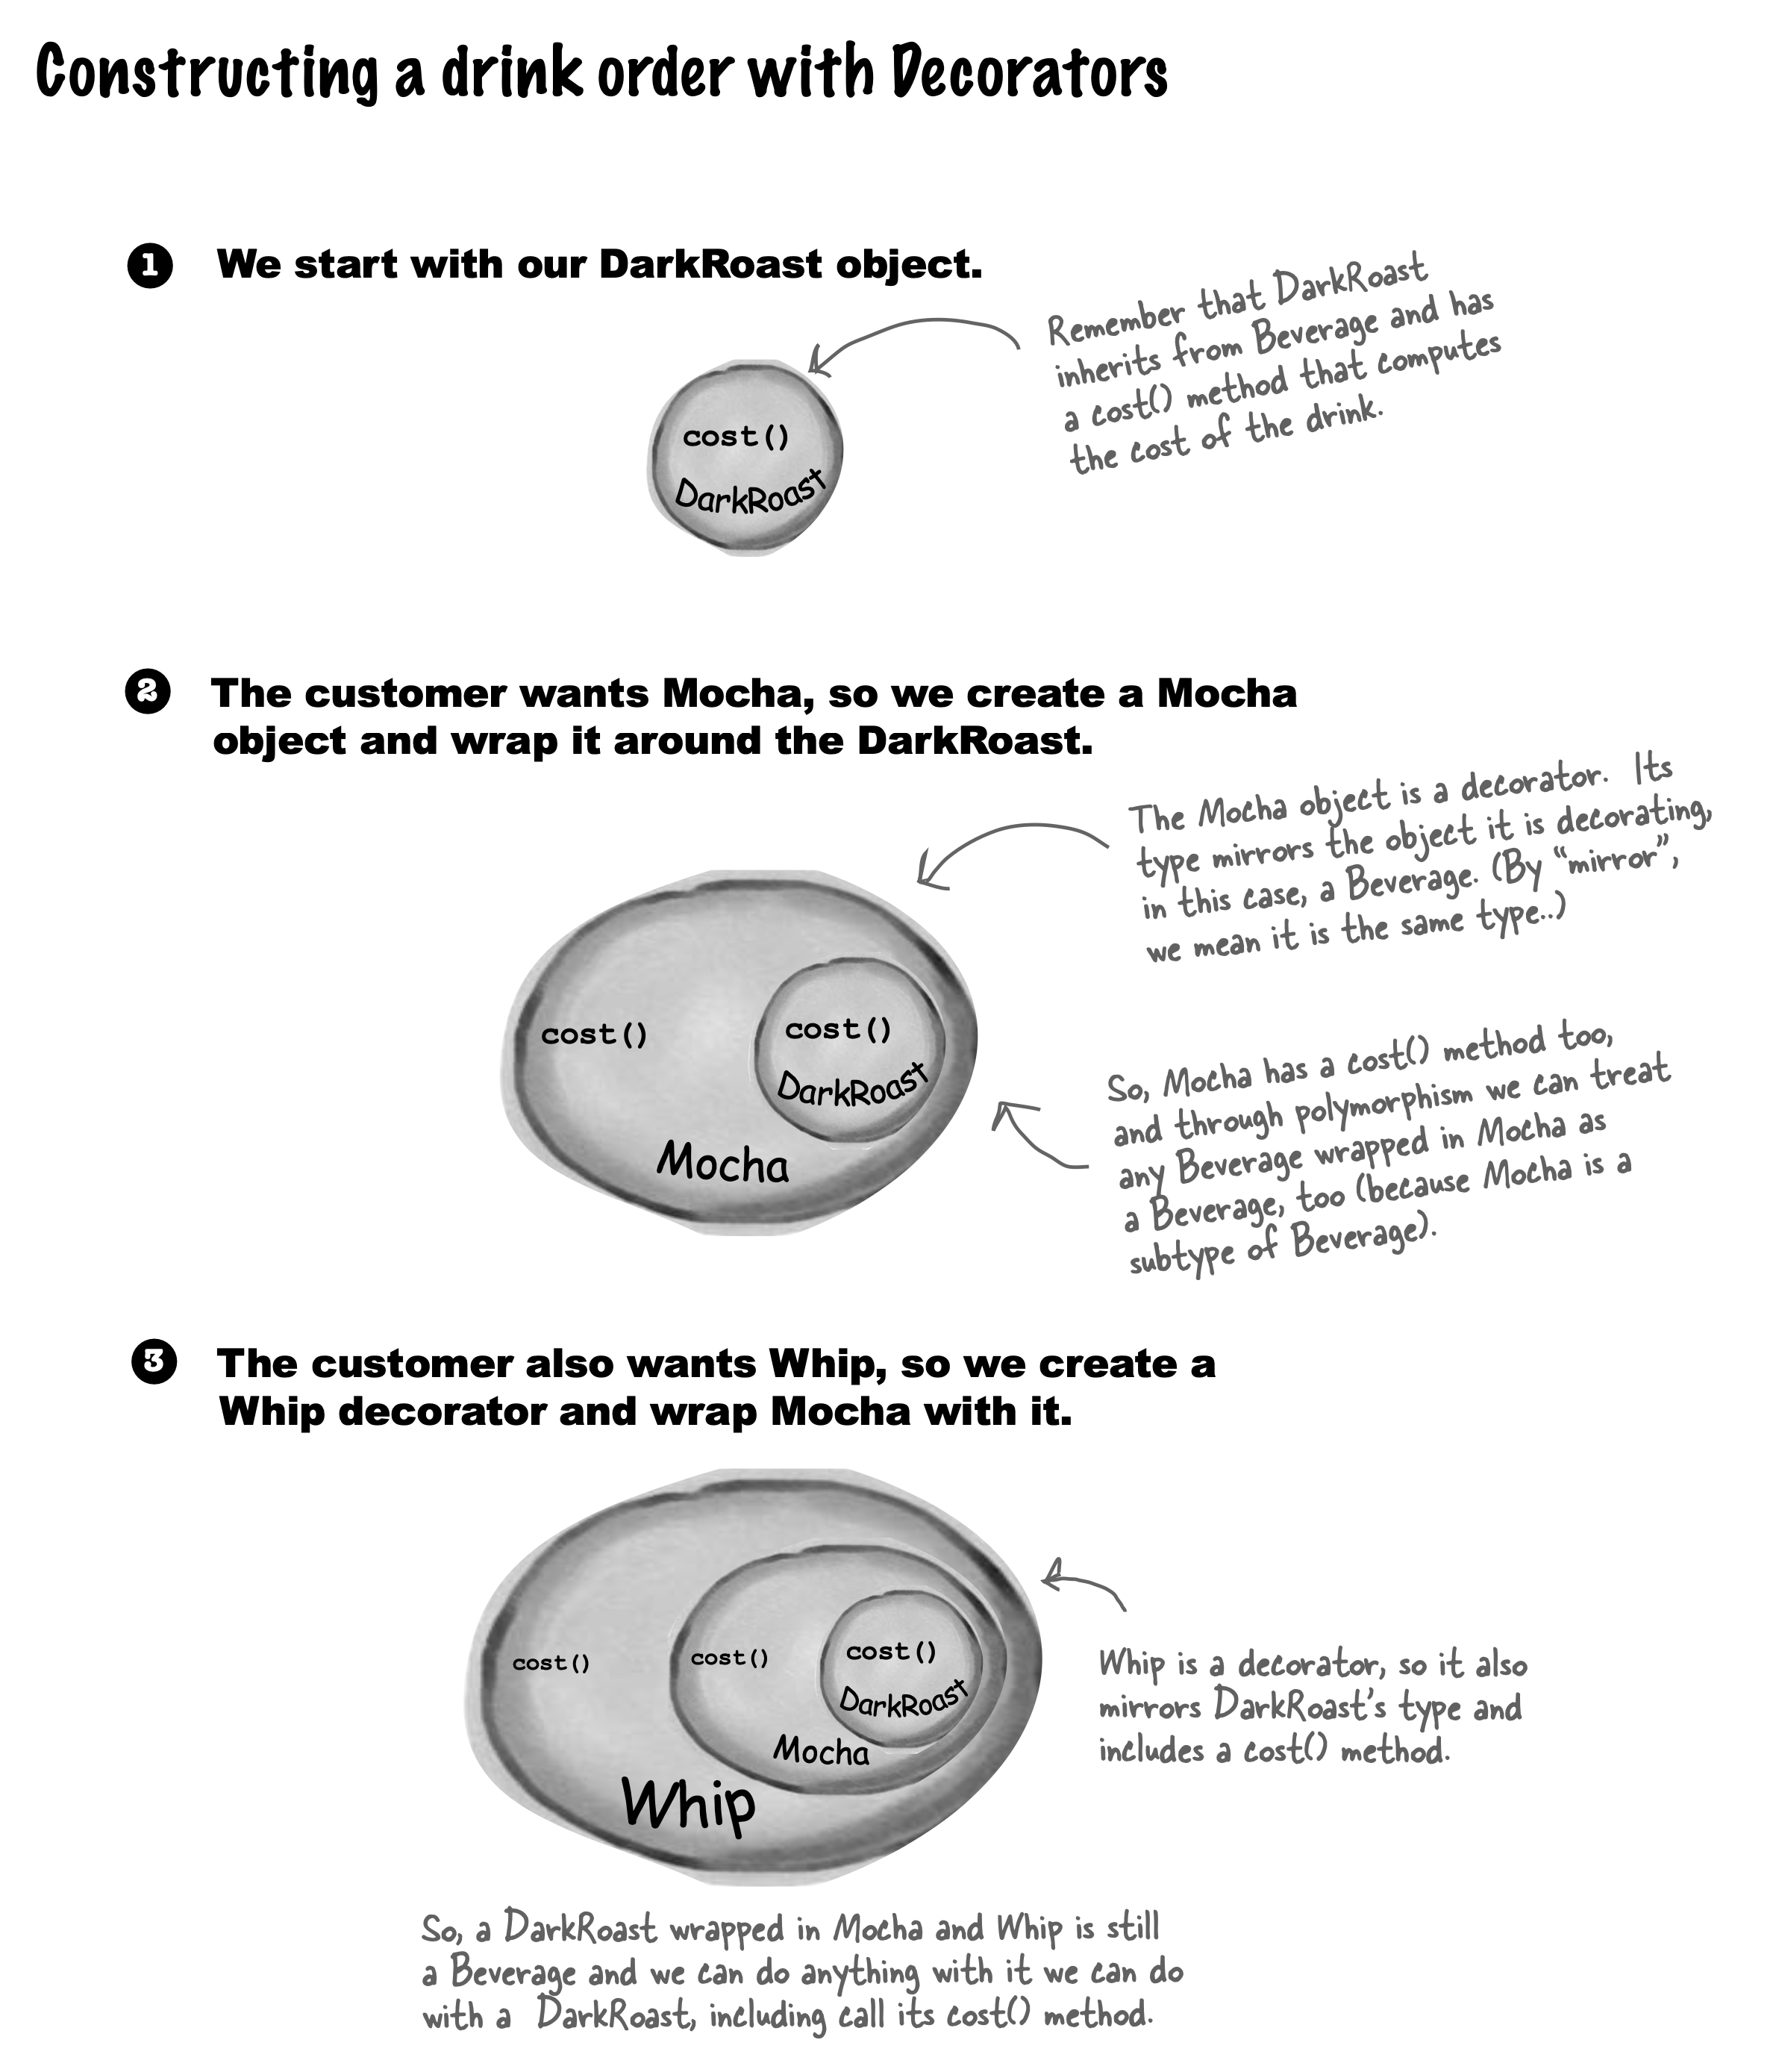 Constructing a drink order with Decorators
1 We start with our DarkRoast object.
Remember that DarkRoast
inherits from Beverage and has
a cost() method that computes
the cost of the drink.
cost()
DarkRoast
2 The customer wants Mocha, so we create a Mocha
object and wrap it around the DarkRoast.
The Mocha object is a decorator. Its
type mirrors the object it is decorating,
in this case, a Beverage. (By “mirror”,
we mean it is the same type..)
cost()
cost()
DarkRoast
Mocha
So, Mocha has a cost() method too,
and through polymorphism we can treat
any Beverage wrapped in Mocha as
a Beverage, too (because Mocha is a
subtype of Beverage).
3 The customer also wants Whip, so we create a
Whip decorator and wrap Mocha with it.
cost()
cost()
cost()
DarkRoast
Mocha
Whip
Whip is a decorator, so it also
mirrors DarkRoast's type and
includes a cost() method.
So, a DarkRoast wrapped in Mocha and Whip is still
a Beverage and we can do anything with it we can do
with a DarkRoast, including call its cost() method.